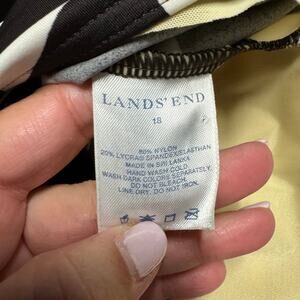 LANDS' END
18
80% NYLON
20% LYCRA® SPANDEX/ELASTHAN
MADE IN SRI LANKA
HAND WASH COLD.
WASH DARK COLORS SEPARATELY.
DO NOT BLEACH.
LINE DRY. DO NOT IRON.